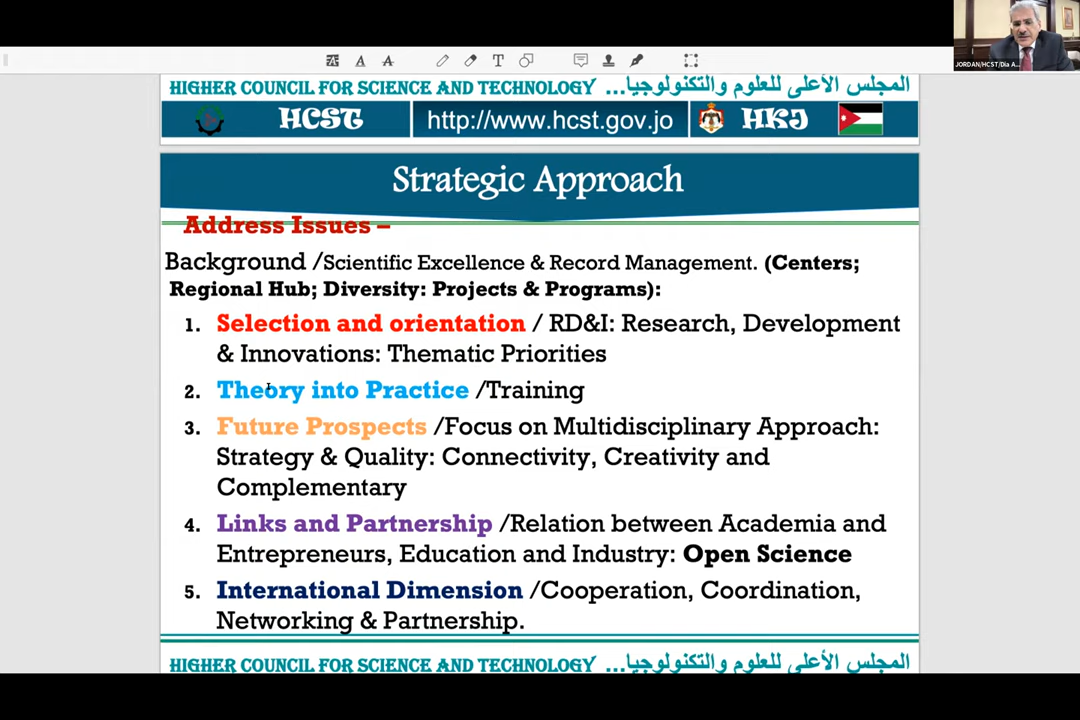 JORDAN/HCST/Dia A...
HIGHER COUNCIL FOR SCIENCE AND TECHNOLOGY المجلس الأعلى للعلوم والتكنولوجيا...
HCST http://www.hcst.gov.jo HKJ
Strategic Approach
Address Issues –
Background /Scientific Excellence & Record Management. (Centers;
Regional Hub; Diversity: Projects & Programs):
1. Selection and orientation / RD&I: Research, Development
& Innovations: Thematic Priorities
2. Theory into Practice /Training
3. Future Prospects /Focus on Multidisciplinary Approach:
Strategy & Quality: Connectivity, Creativity and
Complementary
4. Links and Partnership /Relation between Academia and
Entrepreneurs, Education and Industry: Open Science
5. International Dimension /Cooperation, Coordination,
Networking & Partnership.
HIGHER COUNCIL FOR SCIENCE AND TECHNOLOGY المجلس الأعلى للعلوم والتكنولوجيا...